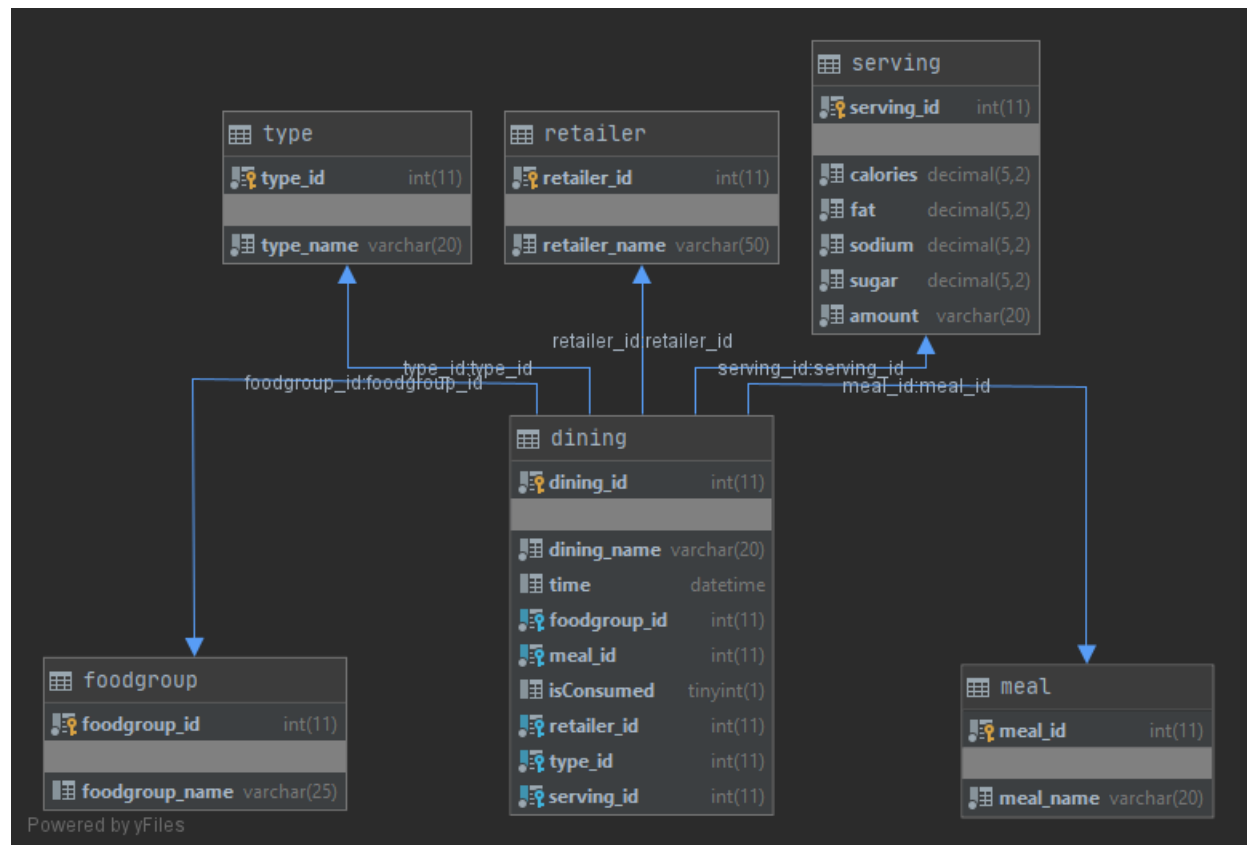 serving
serving_id int(11)
calories decimal(5,2)
fat decimal(5,2)
sodium decimal(5,2)
sugar decimal(5,2)
amount varchar(20)
type
type_id int(11)
type_name varchar(20)
retailer
retailer_id int(11)
retailer_name varchar(50)
retailer_id:retailer_id
type_id:type_id
serving_id:serving_id
foodgroup_id:foodgroup_id
meal_id:meal_id
dining
dining_id int(11)
dining_name varchar(20)
time datetime
foodgroup_id int(11)
meal_id int(11)
isConsumed tinyint(1)
retailer_id int(11)
type_id int(11)
serving_id int(11)
foodgroup
foodgroup_id int(11)
foodgroup_name varchar(25)
meal
meal_id int(11)
meal_name varchar(20)
Powered by yFiles